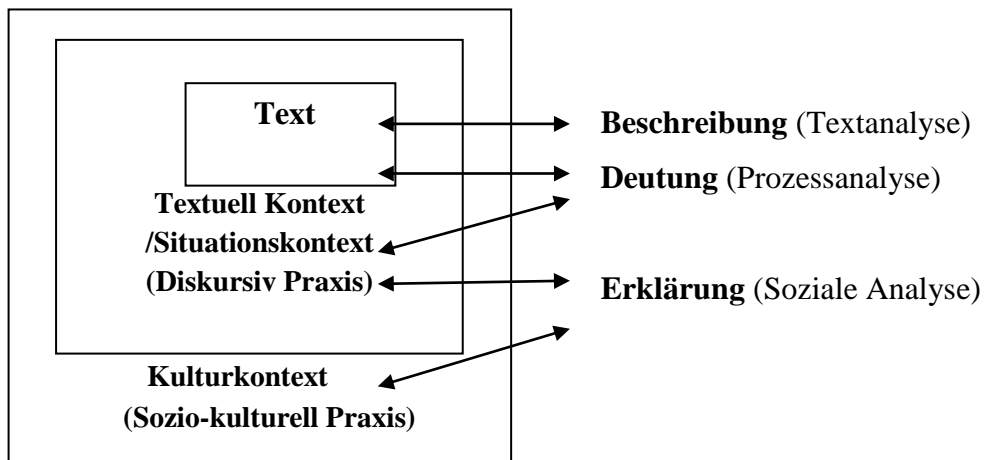 Text
Beschreibung (Textanalyse)
Deutung (Prozessanalyse)
Textuell Kontext
/Situationskontext
(Diskursiv Praxis)
Erklärung (Soziale Analyse)
Kulturkontext
(Sozio-kulturell Praxis)